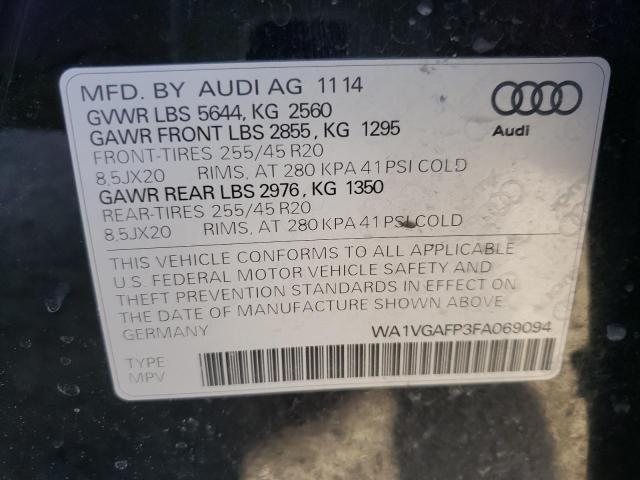 MFD. BY AUDI AG 11 14
GVWR LBS 5644, KG 2560
GAWR FRONT LBS 2855, KG 1295
FRONT-TIRES 255/45 R20
8,5JX20 RIMS, AT 280 KPA 41 PSI COLD
GAWR REAR LBS 2976, KG 1350
REAR-TIRES 255/45 R20
8,5JX20 RIMS, AT 280 KPA 41 PSI COLD
Audi
THIS VEHICLE CONFORMS TO ALL APPLICABLE
U.S. FEDERAL MOTOR VEHICLE SAFETY AND
THEFT PREVENTION STANDARDS IN EFFECT ON
THE DATE OF MANUFACTURE SHOWN ABOVE
GERMANY WA1VGAFP3FA069094
TYPE
MPV